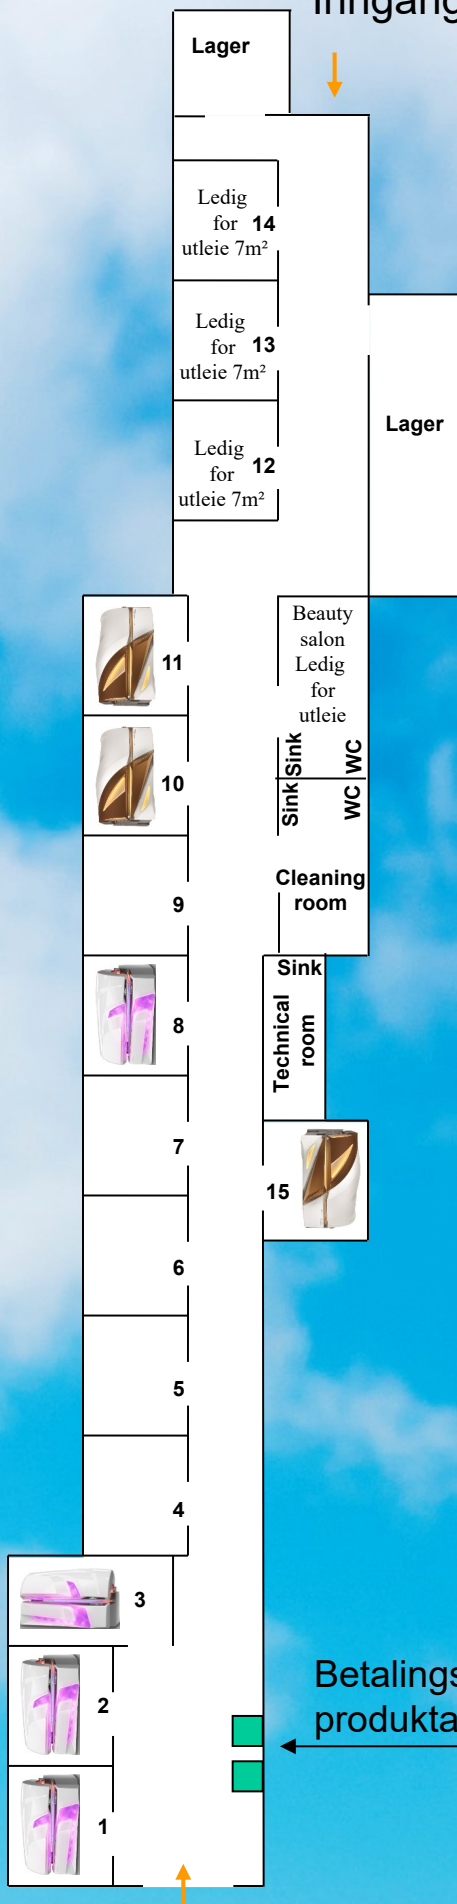 Inngang
Lager
Ledig
for 14
utleie 7m²
Ledig
for 13
utleie 7m²
Lager
Ledig
for 12
utleie 7m²
Beauty
salon
Ledig
for
utleie
11
Sink
WC
10
Sink
WC
Cleaning
room
9
Sink
8
Technical
room
7
15
6
5
4
3
2
Betalings
produkta
1